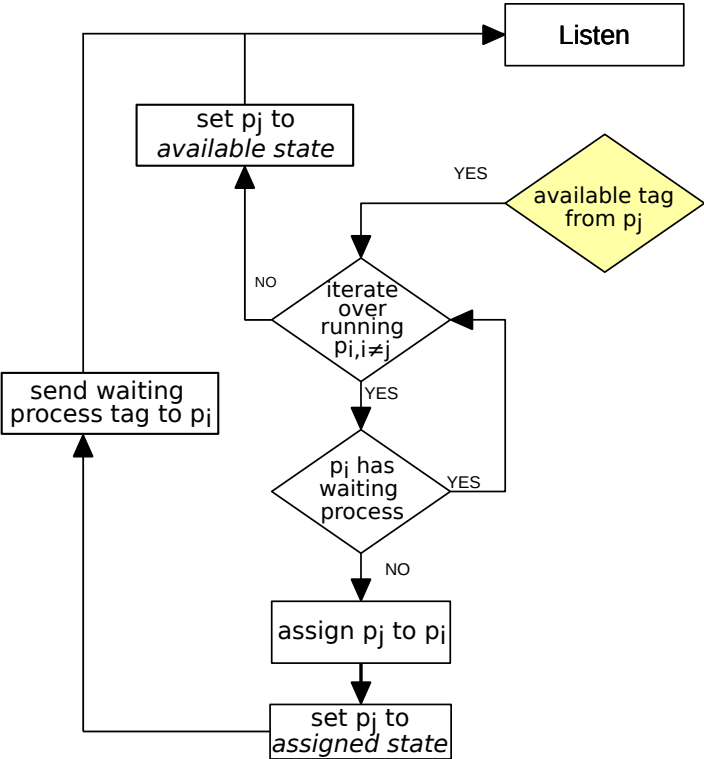 Listen
set pj to
available state
YES
available tag
from pj
NO
iterate
over
running
pi,i≠j
YES
send waiting
process tag to pi
pi has
waiting
process
YES
NO
assign pj to pi
set pj to
assigned state